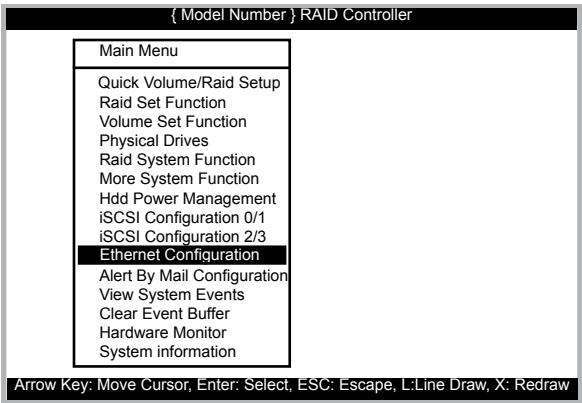 { Model Number } RAID Controller
Main Menu
Quick Volume/Raid Setup
Raid Set Function
Volume Set Function
Physical Drives
Raid System Function
More System Function
Hdd Power Management
iSCSI Configuration 0/1
iSCSI Configuration 2/3
Ethernet Configuration
Alert By Mail Configuration
View System Events
Clear Event Buffer
Hardware Monitor
System information
Arrow Key: Move Cursor, Enter: Select, ESC: Escape, L:Line Draw, X: Redraw